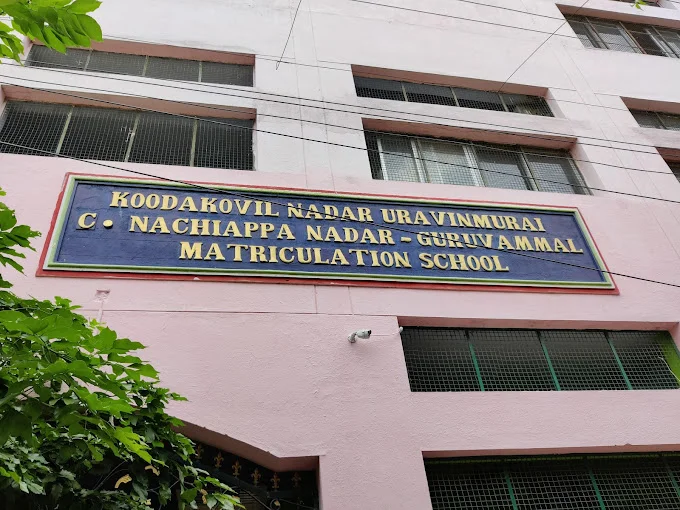 KOODAKOVIL NADAR URAVINMURAI
C. NACHIAPPA NADAR - GURUVAMMAL
MATRICULATION SCHOOL